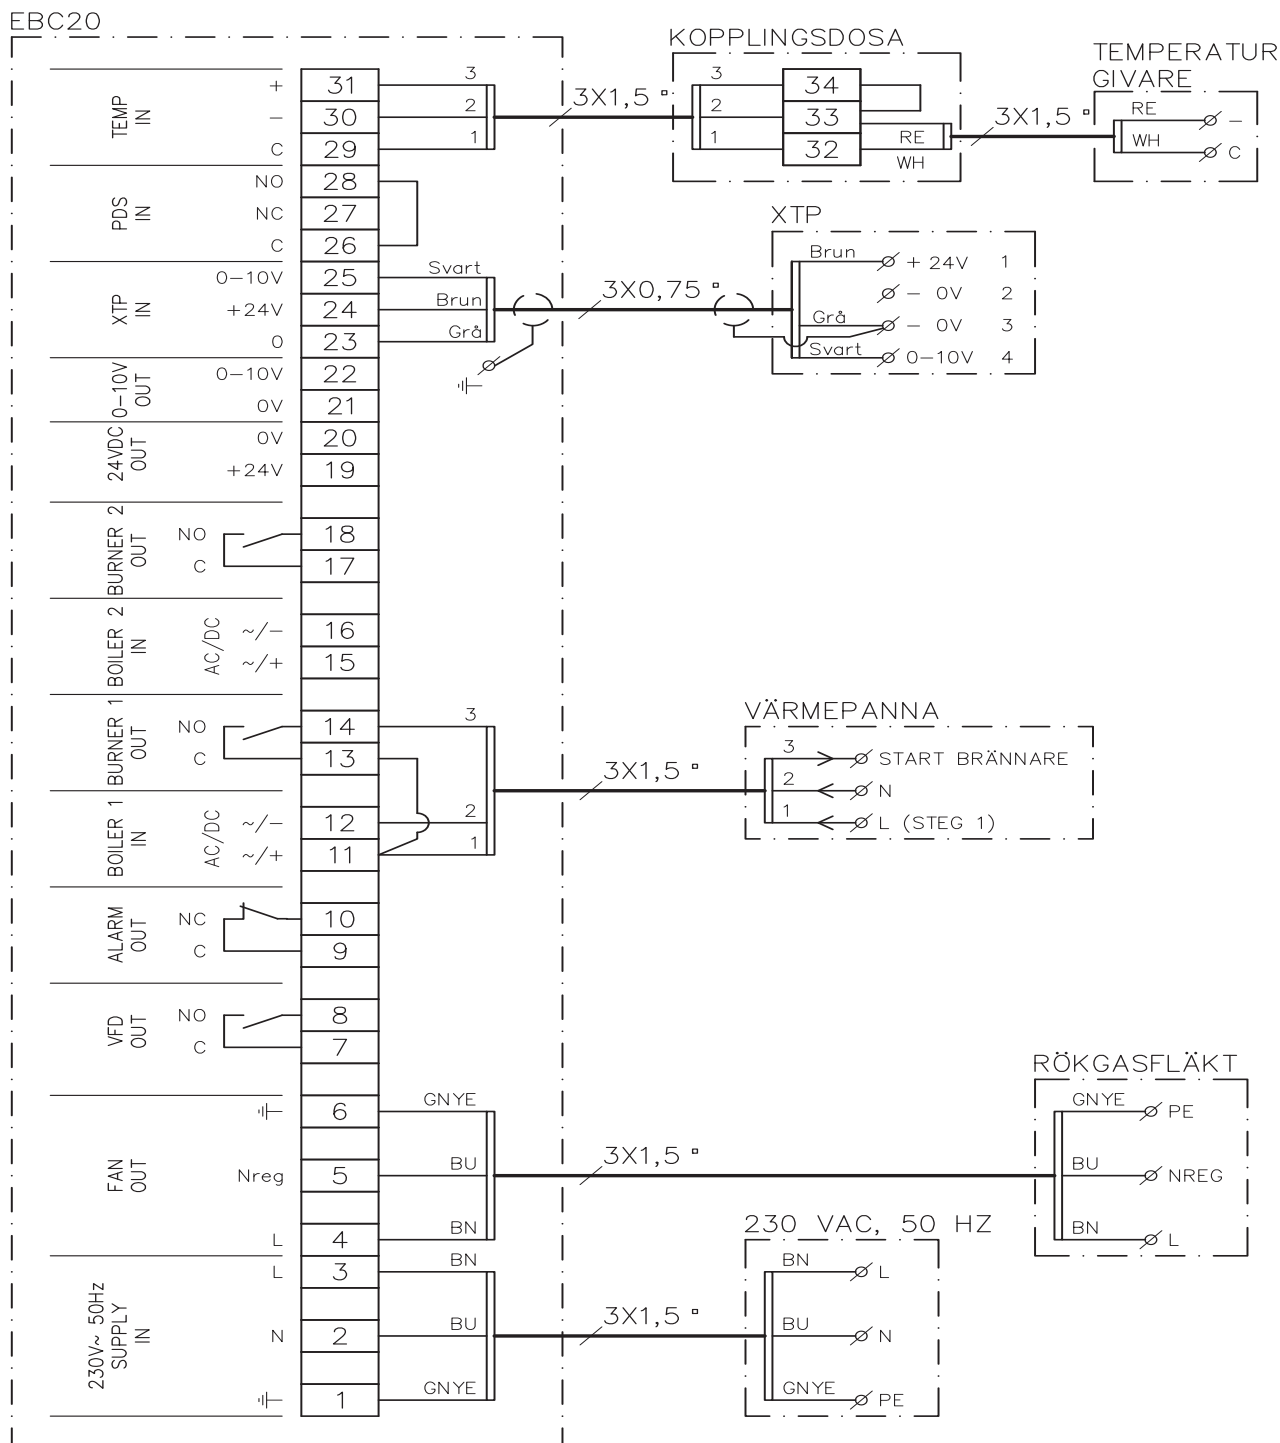 EBC20
KOPPLINGSDOSA
TEMPERATUR
GIVARE
TEMP
IN
+ 31 3
− 30 2
C 29 1
3X1,5 ▫
3 34
2 33
1 32
RE
WH
3X1,5 ▫
RE −
WH C
PDS
IN
NO 28
NC 27
C 26
XTP
XTP
IN
0−10V 25 Svart
+24V 24 Brun
0 23 Grå
3X0,75 ▫
Brun + 24V 1
− 0V 2
Grå − 0V 3
Svart 0−10V 4
0−10V
OUT
0−10V 22
0V 21
24VDC
OUT
0V 20
+24V 19
BURNER 2
OUT
NO 18
C 17
BOILER 2
IN
AC/DC
~/− 16
~/+ 15
BURNER 1
OUT
NO 14 3
C 13
3X1,5 ▫
VÄRMEPANNA
3 START BRÄNNARE
2 N
1 L (STEG 1)
BOILER 1
IN
AC/DC
~/− 12 2
~/+ 11 1
ALARM
OUT
NC 10
C 9
VFD
OUT
NO 8
C 7
RÖKGASFLÄKT
FAN
OUT
6 GNYE
Nreg 5 BU
L 4 BN
3X1,5 ▫
GNYE PE
BU NREG
BN L
230 VAC, 50 HZ
230V~ 50Hz
SUPPLY
IN
L 3 BN
N 2 BU
1 GNYE
3X1,5 ▫
BN L
BU N
GNYE PE